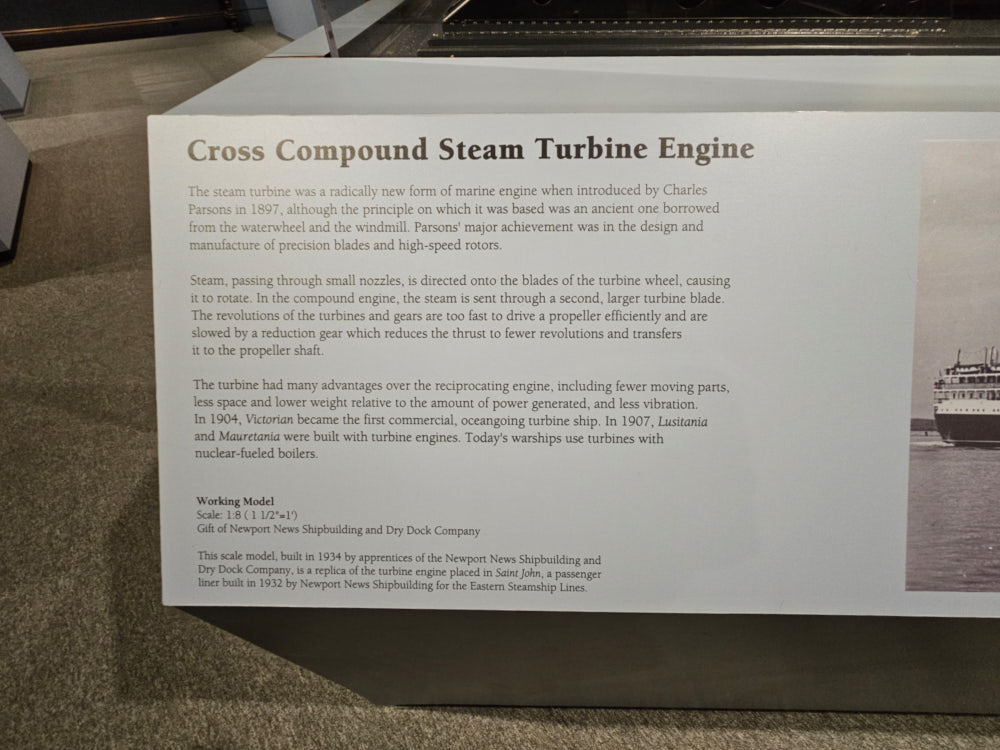 Cross Compound Steam Turbine Engine
The steam turbine was a radically new form of marine engine when introduced by Charles
Parsons in 1897, although the principle on which it was based was an ancient one borrowed
from the waterwheel and the windmill. Parsons' major achievement was in the design and
manufacture of precision blades and high-speed rotors.
Steam, passing through small nozzles, is directed onto the blades of the turbine wheel, causing
it to rotate. In the compound engine, the steam is sent through a second, larger turbine blade.
The revolutions of the turbines and gears are too fast to drive a propeller efficiently and are
slowed by a reduction gear which reduces the thrust to fewer revolutions and transfers
it to the propeller shaft.
The turbine had many advantages over the reciprocating engine, including fewer moving parts,
less space and lower weight relative to the amount of power generated, and less vibration.
In 1904, Victorian became the first commercial, oceangoing turbine ship. In 1907, Lusitania
and Mauretania were built with turbine engines. Today's warships use turbines with
nuclear-fueled boilers.
Working Model
Scale: 1:8 ( 1 1/2"=1')
Gift of Newport News Shipbuilding and Dry Dock Company
This scale model, built in 1934 by apprentices of the Newport News Shipbuilding and
Dry Dock Company, is a replica of the turbine engine placed in Saint John, a passenger
liner built in 1932 by Newport News Shipbuilding for the Eastern Steamship Lines.